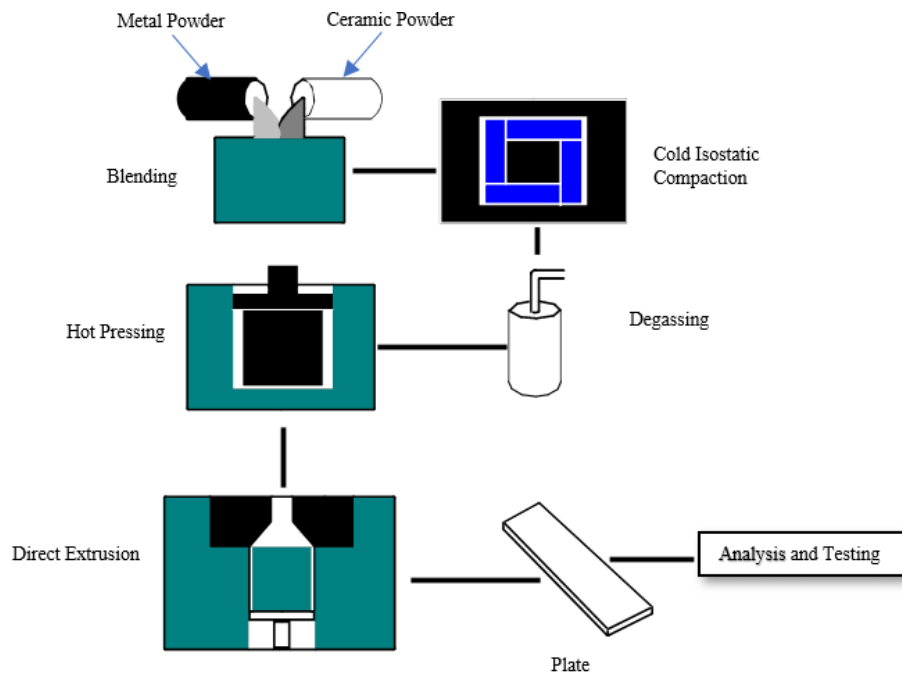 Metal Powder
Ceramic Powder
Blending
Cold Isostatic
Compaction
Hot Pressing
Degassing
Direct Extrusion
Analysis and Testing
Plate